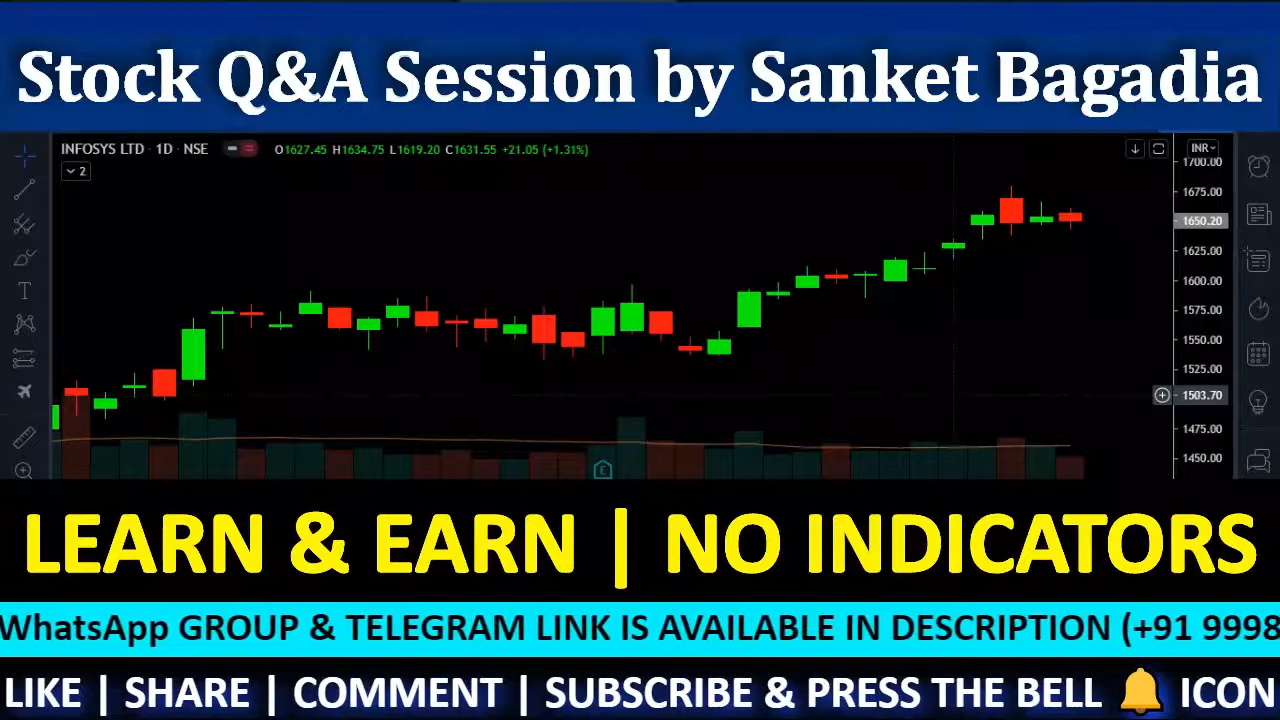 Stock Q&A Session by Sanket Bagadia
INFOSYS LTD · 1D · NSE O1627.45 H1634.75 L1619.20 C1631.55 +21.05 (+1.31%) INR
2
1700.00
1675.00
1650.20
1625.00
1600.00
1575.00
1550.00
1525.00
1503.70
1475.00
1450.00
E
T
LEARN & EARN | NO INDICATORS
WhatsApp GROUP & TELEGRAM LINK IS AVAILABLE IN DESCRIPTION (+91 9998
LIKE | SHARE | COMMENT | SUBSCRIBE & PRESS THE BELL 🔔 ICON